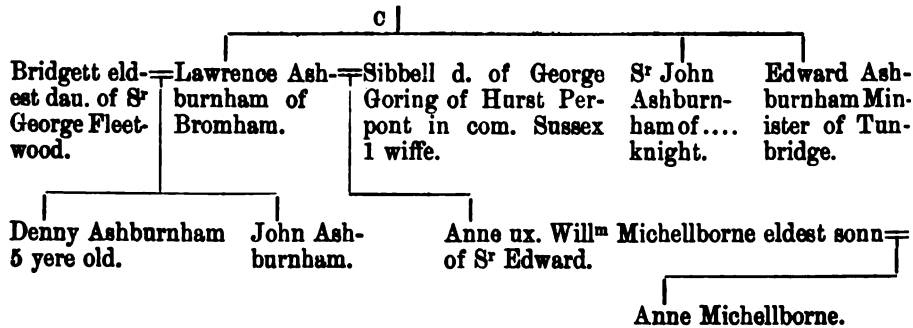 C
Bridgett eld-
est dau. of Sʳ
George Fleet-
wood.
Lawrence Ash-
burnham of
Bromham.
Sibbell d. of George
Goring of Hurst Per-
pont in com. Sussex
1 wiffe.
Sʳ John
Ashburn-
ham of ....
knight.
Edward Ash-
burnham Min-
ister of Tun-
bridge.
Denny Ashburnham
5 yere old.
John Ash-
burnham.
Anne ux. Willᵐ Michellborne eldest sonn
of Sʳ Edward.
Anne Michellborne.